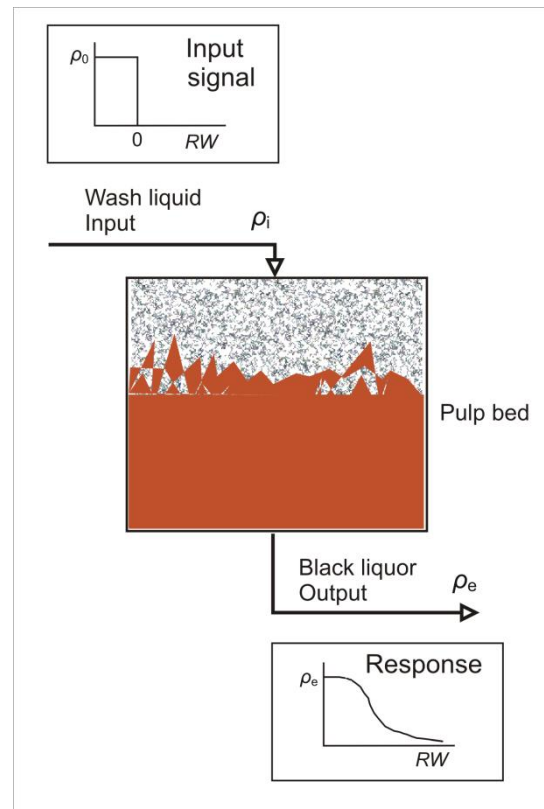 Input
signal
ρ0
0
RW
Wash liquid
Input
ρi
Pulp bed
Black liquor
Output
ρe
Response
ρe
RW